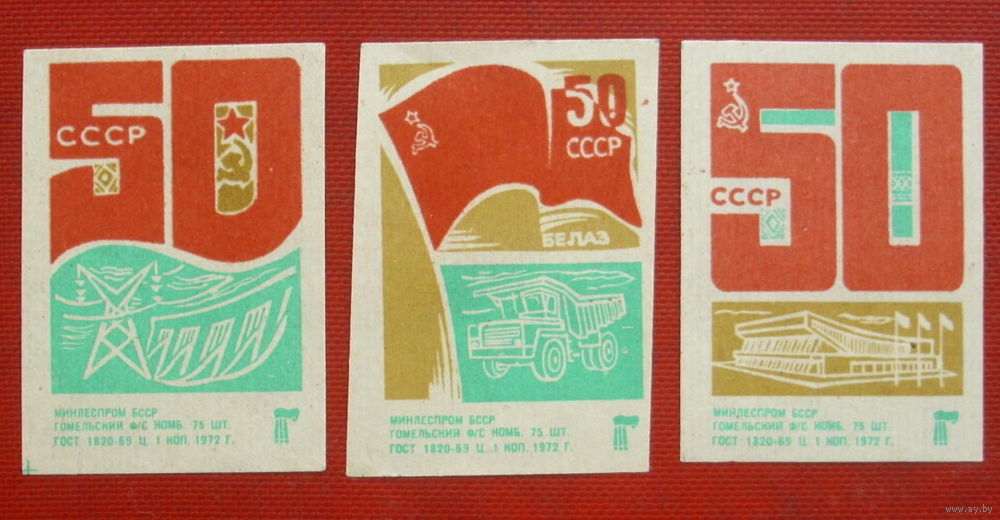 50
СССР
МИНЛЕСПРОМ БССР
ГОМЕЛЬСКИЙ Ф/С КОМБ. 75 ШТ.
ГОСТ 1820-69 Ц. 1 КОП. 1972 Г.
50
СССР
БЕЛАЗ
МИНЛЕСПРОМ БССР
ГОМЕЛЬСКИЙ Ф/С КОМБ. 75 ШТ.
ГОСТ 1820-69 Ц. 1 КОП. 1972 Г.
50
СССР
МИНЛЕСПРОМ БССР
ГОМЕЛЬСКИЙ Ф/С КОМБ. 75 ШТ.
ГОСТ 1820-69 Ц. 1 КОП. 1972 Г.
www.ay.by